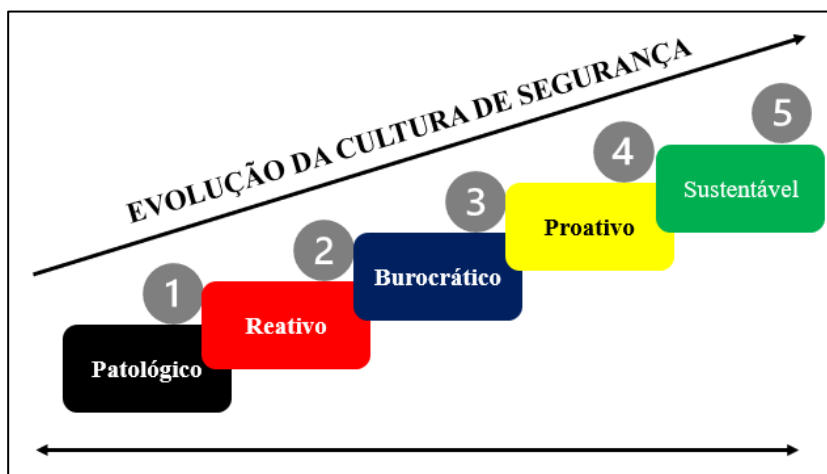 EVOLUÇÃO DA CULTURA DE SEGURANÇA
1
Patológico
2
Reativo
3
Burocrático
4
Proativo
5
Sustentável